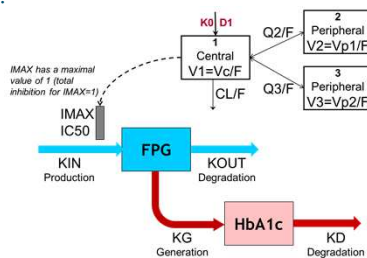 K0 D1
1
Central
V1=Vc/F
Q2/F
2
Peripheral
V2=Vp1/F
Q3/F
3
Peripheral
V3=Vp2/F
CL/F
IMAX has a maximal
value of 1 (total
inhibition for IMAX=1)
IMAX
IC50
KIN
Production
FPG
KOUT
Degradation
KG
Generation
HbA1c
KD
Degradation